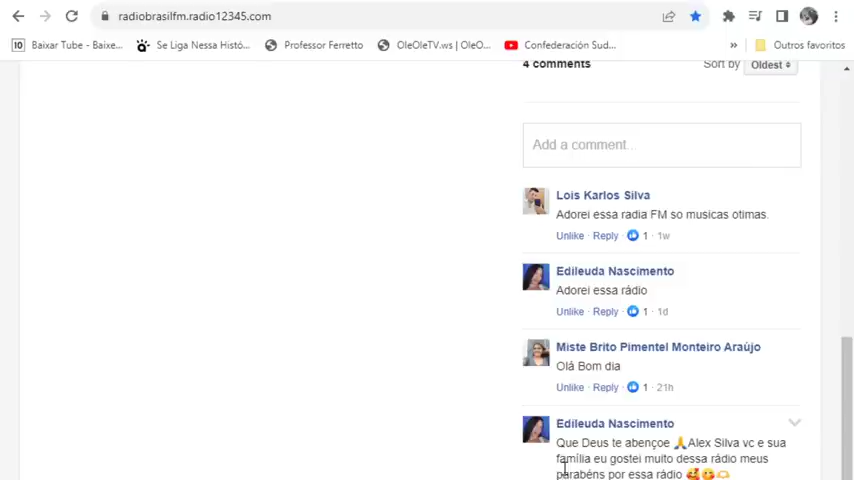 radiobrasilfm.radio12345.com
Baixar Tube - Baixe...
Se Liga Nessa Histó...
Professor Ferretto
OleOleTV.ws | OleO...
Confederación Sud...
»
Outros favoritos
4 comments
Sort by Oldest
Add a comment...
Lois Karlos Silva
Adorei essa radia FM so musicas otimas.
Unlike · Reply · 1 · 1w
Edileuda Nascimento
Adorei essa rádio
Unlike · Reply · 1 · 1d
Miste Brito Pimentel Monteiro Araújo
Olá Bom dia
Unlike · Reply · 1 · 21h
Edileuda Nascimento
Que Deus te abençoe 🙏Alex Silva vc e sua
família eu gostei muito dessa rádio meus
parabéns por essa rádio 🥰😋🫶